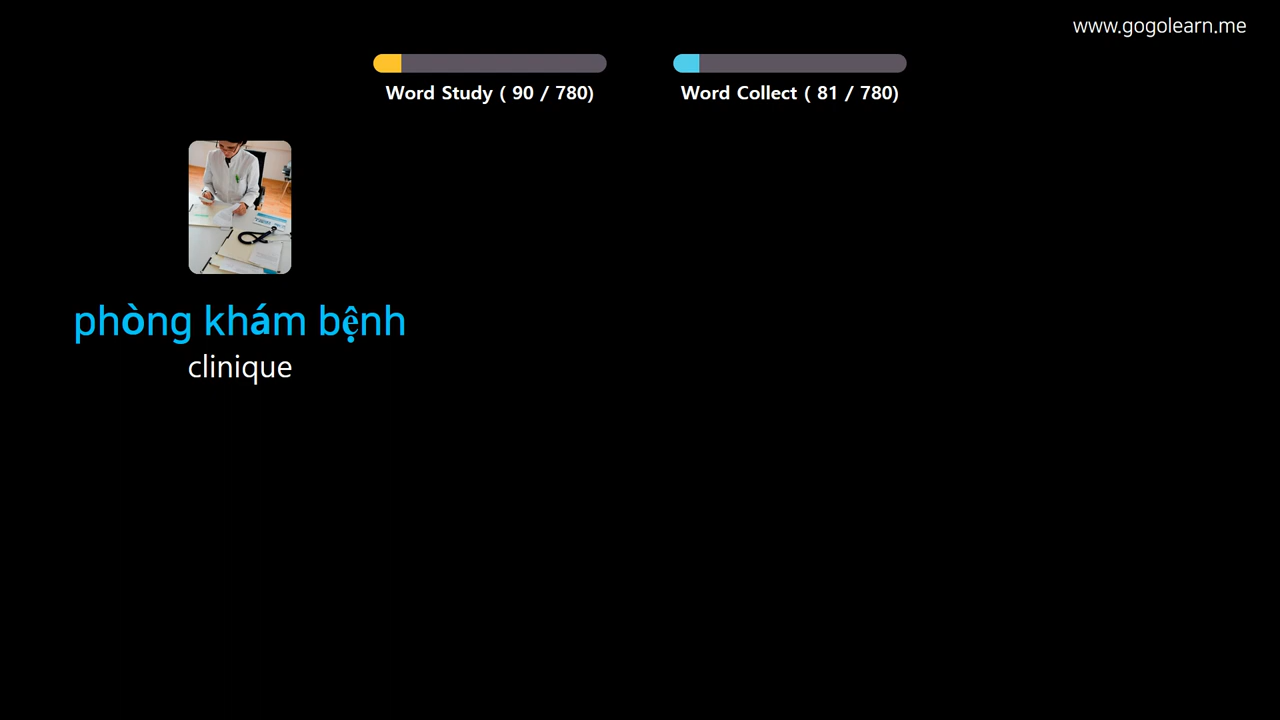 www.gogolearn.me
Word Study ( 90 / 780)
Word Collect ( 81 / 780)
phòng khám bệnh
clinique